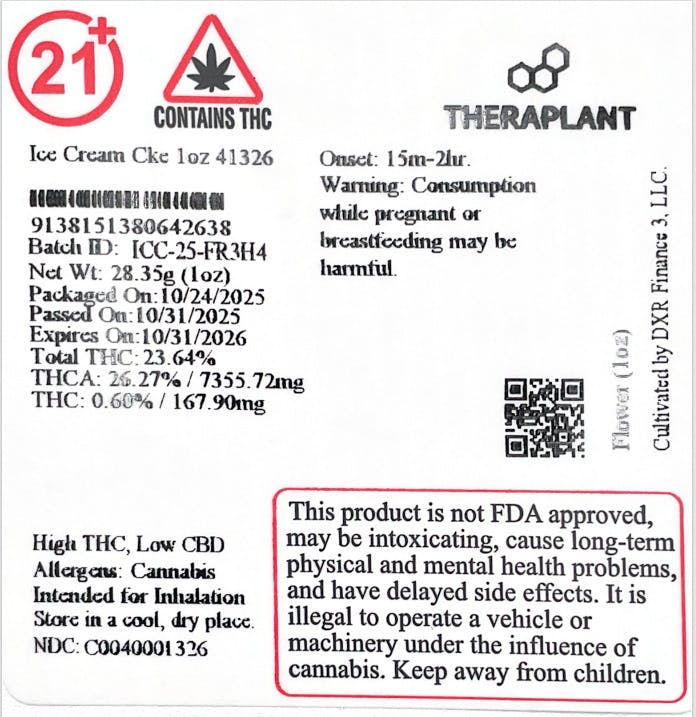 21+
CONTAINS THC
THERAPLANT
Ice Cream Cke 1oz 41326
9138151380642638
Batch ID: ICC-25-FR3H4
Net Wt: 28.35g (1oz)
Packaged On:10/24/2025
Passed On:10/31/2025
Expires On:10/31/2026
Total THC: 23.64%
THCA: 26.27% / 7355.72mg
THC: 0.60% / 167.90mg
Onset: 15m-2hr.
Warning: Consumption
while pregnant or
breastfeeding may be
harmful.
Flower (1oz)
Cultivated by DXR Finance 3, LLC.
High THC, Low CBD
Allergens: Cannabis
Intended for Inhalation
Store in a cool, dry place.
NDC: C0040001326
This product is not FDA approved,
may be intoxicating, cause long-term
physical and mental health problems,
and have delayed side effects. It is
illegal to operate a vehicle or
machinery under the influence of
cannabis. Keep away from children.